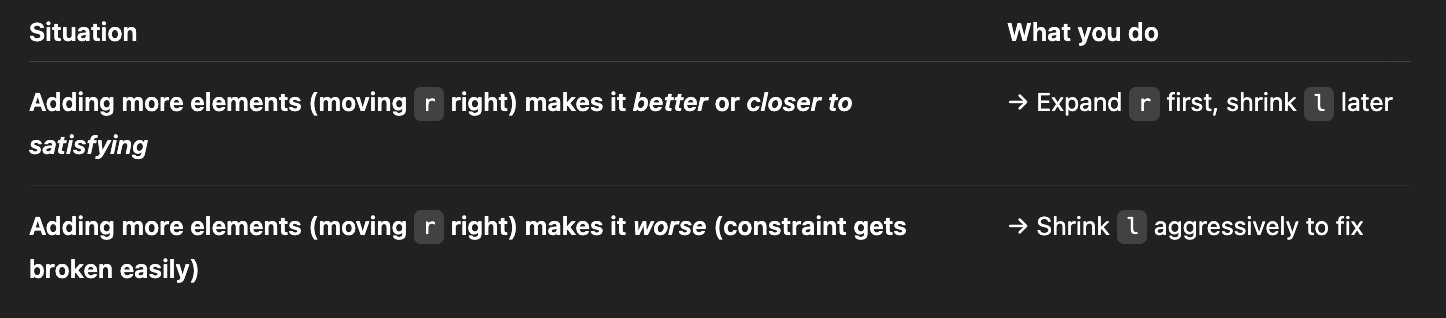 Situation What you do
Adding more elements (moving r right) makes it better or closer to → Expand r first, shrink l later
satisfying
Adding more elements (moving r right) makes it worse (constraint gets → Shrink l aggressively to fix
broken easily)